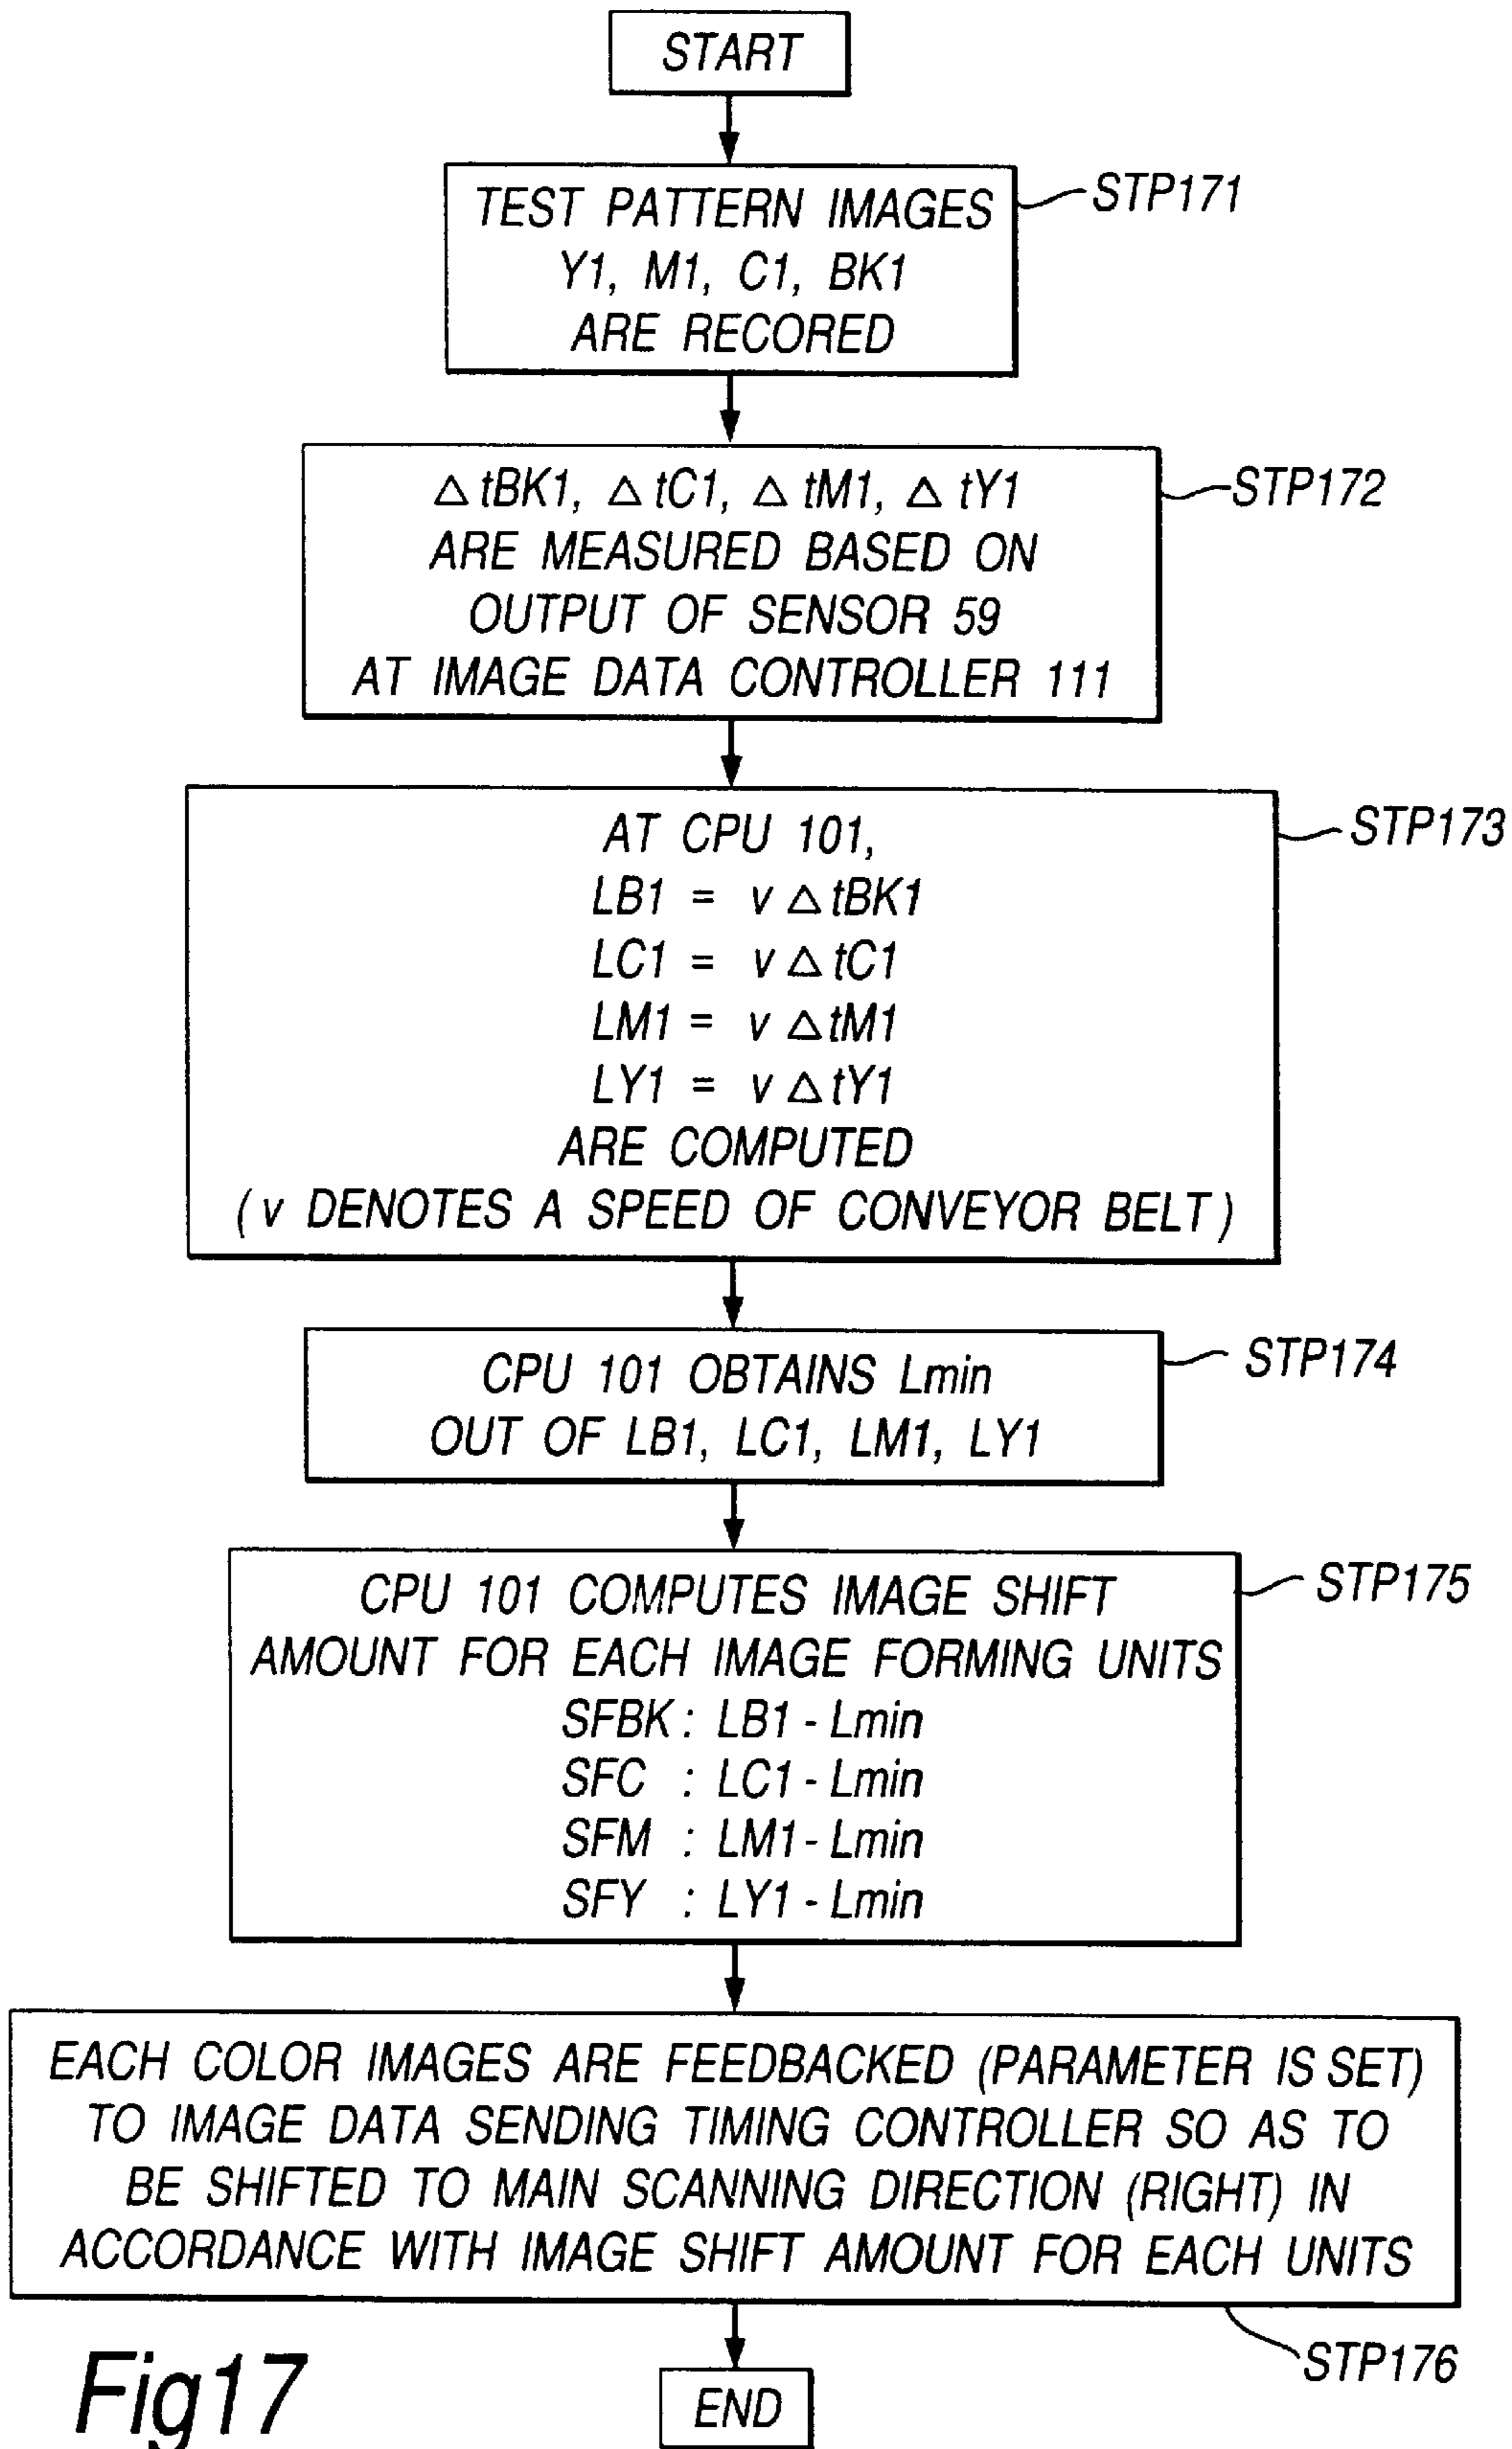 START
TEST PATTERN IMAGES
Y1, M1, C1, BK1
ARE RECORED
STP171
△tBK1, △tC1, △tM1, △tY1
ARE MEASURED BASED ON
OUTPUT OF SENSOR 59
AT IMAGE DATA CONTROLLER 111
STP172
AT CPU 101,
LB1 = v△tBK1
LC1 = v△tC1
LM1 = v△tM1
LY1 = v△tY1
ARE COMPUTED
(v DENOTES A SPEED OF CONVEYOR BELT)
STP173
CPU 101 OBTAINS Lmin
OUT OF LB1, LC1, LM1, LY1
STP174
CPU 101 COMPUTES IMAGE SHIFT
AMOUNT FOR EACH IMAGE FORMING UNITS
SFBK : LB1 - Lmin
SFC : LC1 - Lmin
SFM : LM1 - Lmin
SFY : LY1 - Lmin
STP175
EACH COLOR IMAGES ARE FEEDBACKED (PARAMETER IS SET)
TO IMAGE DATA SENDING TIMING CONTROLLER SO AS TO
BE SHIFTED TO MAIN SCANNING DIRECTION (RIGHT) IN
ACCORDANCE WITH IMAGE SHIFT AMOUNT FOR EACH UNITS
STP176
END
Fig17